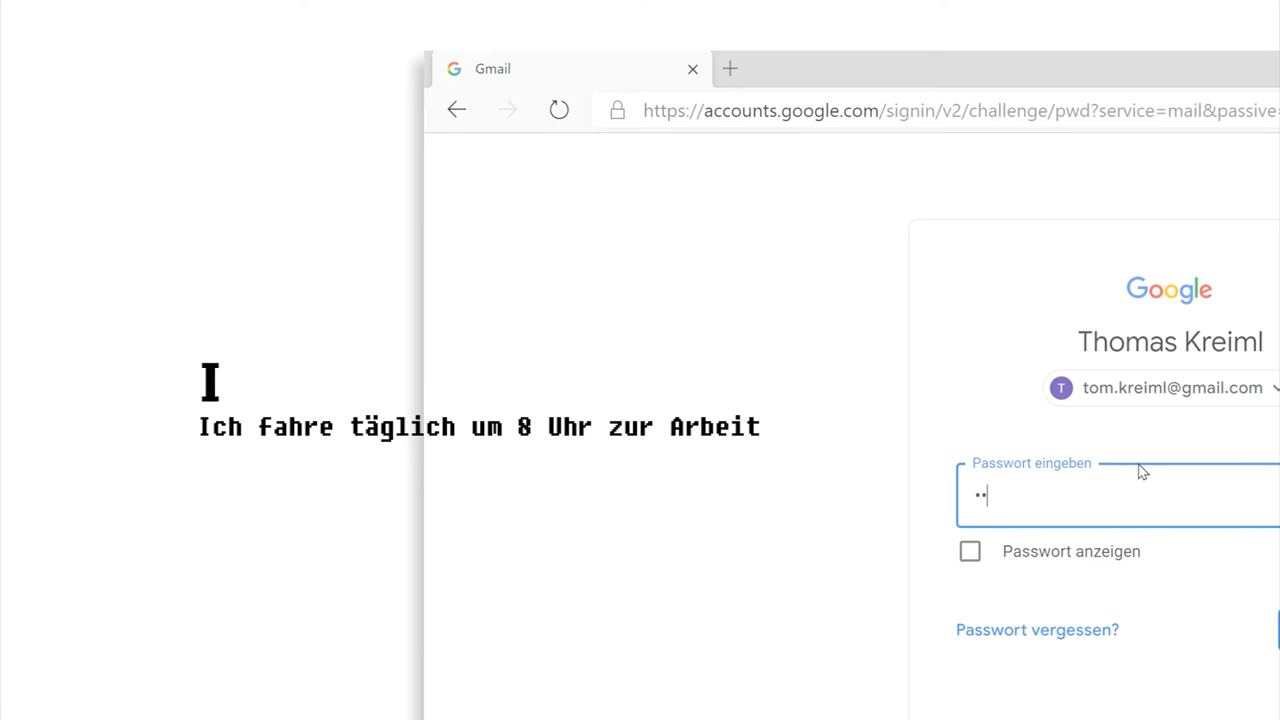 Gmail
https://accounts.google.com/signin/v2/challenge/pwd?service=mail&passive=
Google
Thomas Kreiml
T tom.kreiml@gmail.com
I
Ich fahre täglich um 8 Uhr zur Arbeit
Passwort eingeben
••
Passwort anzeigen
Passwort vergessen?